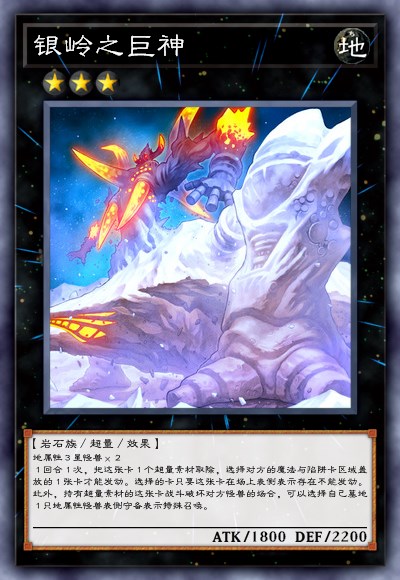 银岭之巨神
地
【岩石族／超量／效果】
地属性３星怪兽×２
１回合１次，把这张卡１个超量素材取除，选择对方的魔法与陷阱卡区域盖
放的１张卡才能发动。选择的卡只要这张卡在场上表侧表示存在不能发动。
此外，持有超量素材的这张卡战斗破坏对方怪兽的场合，可以选择自己墓地
１只地属性怪兽表侧守备表示特殊召唤。
ATK/1800 DEF/2200